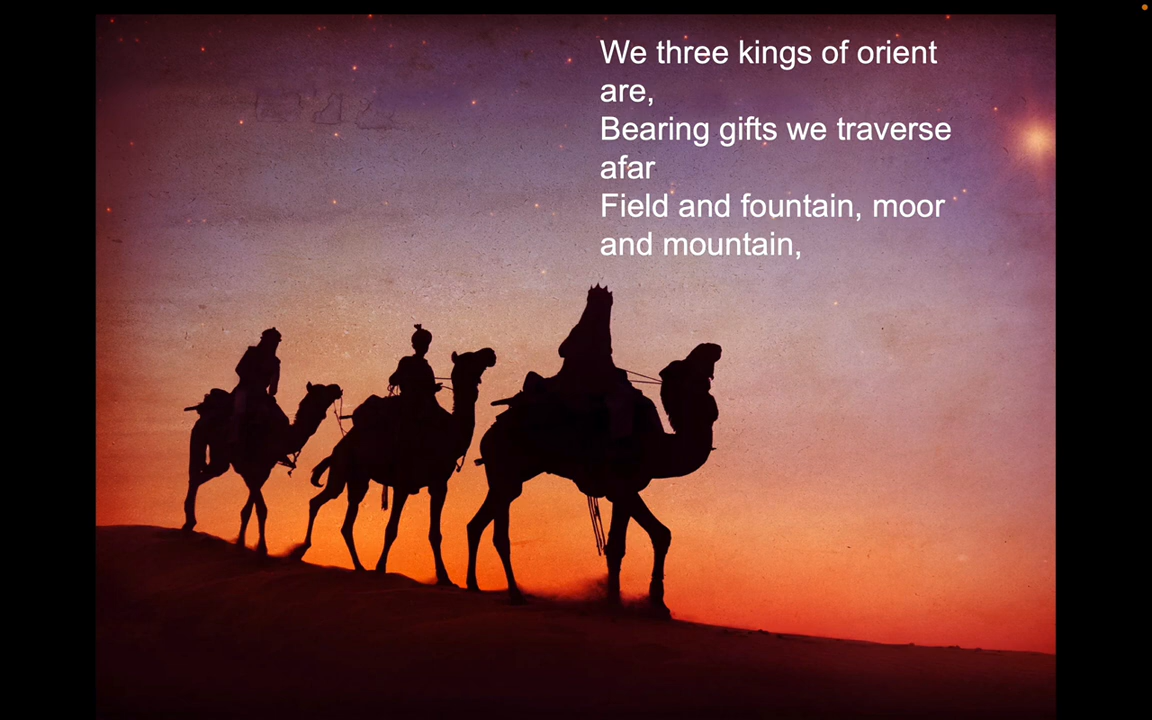 We three kings of orient
are,
Bearing gifts we traverse
afar
Field and fountain, moor
and mountain,